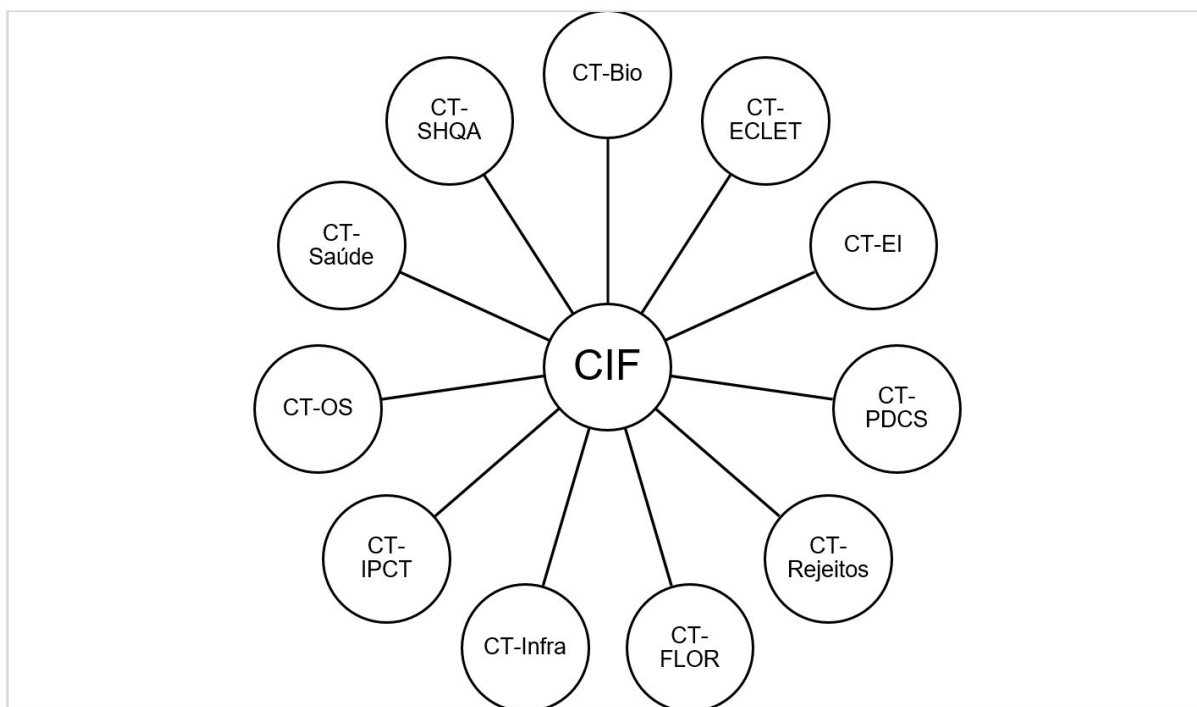 CT-Bio
CT-
ECLET
CT-EI
CT-
PDCS
CT-
Rejeitos
CT-
FLOR
CT-Infra
CT-
IPCT
CT-OS
CT-
Saúde
CT-
SHQA
CIF